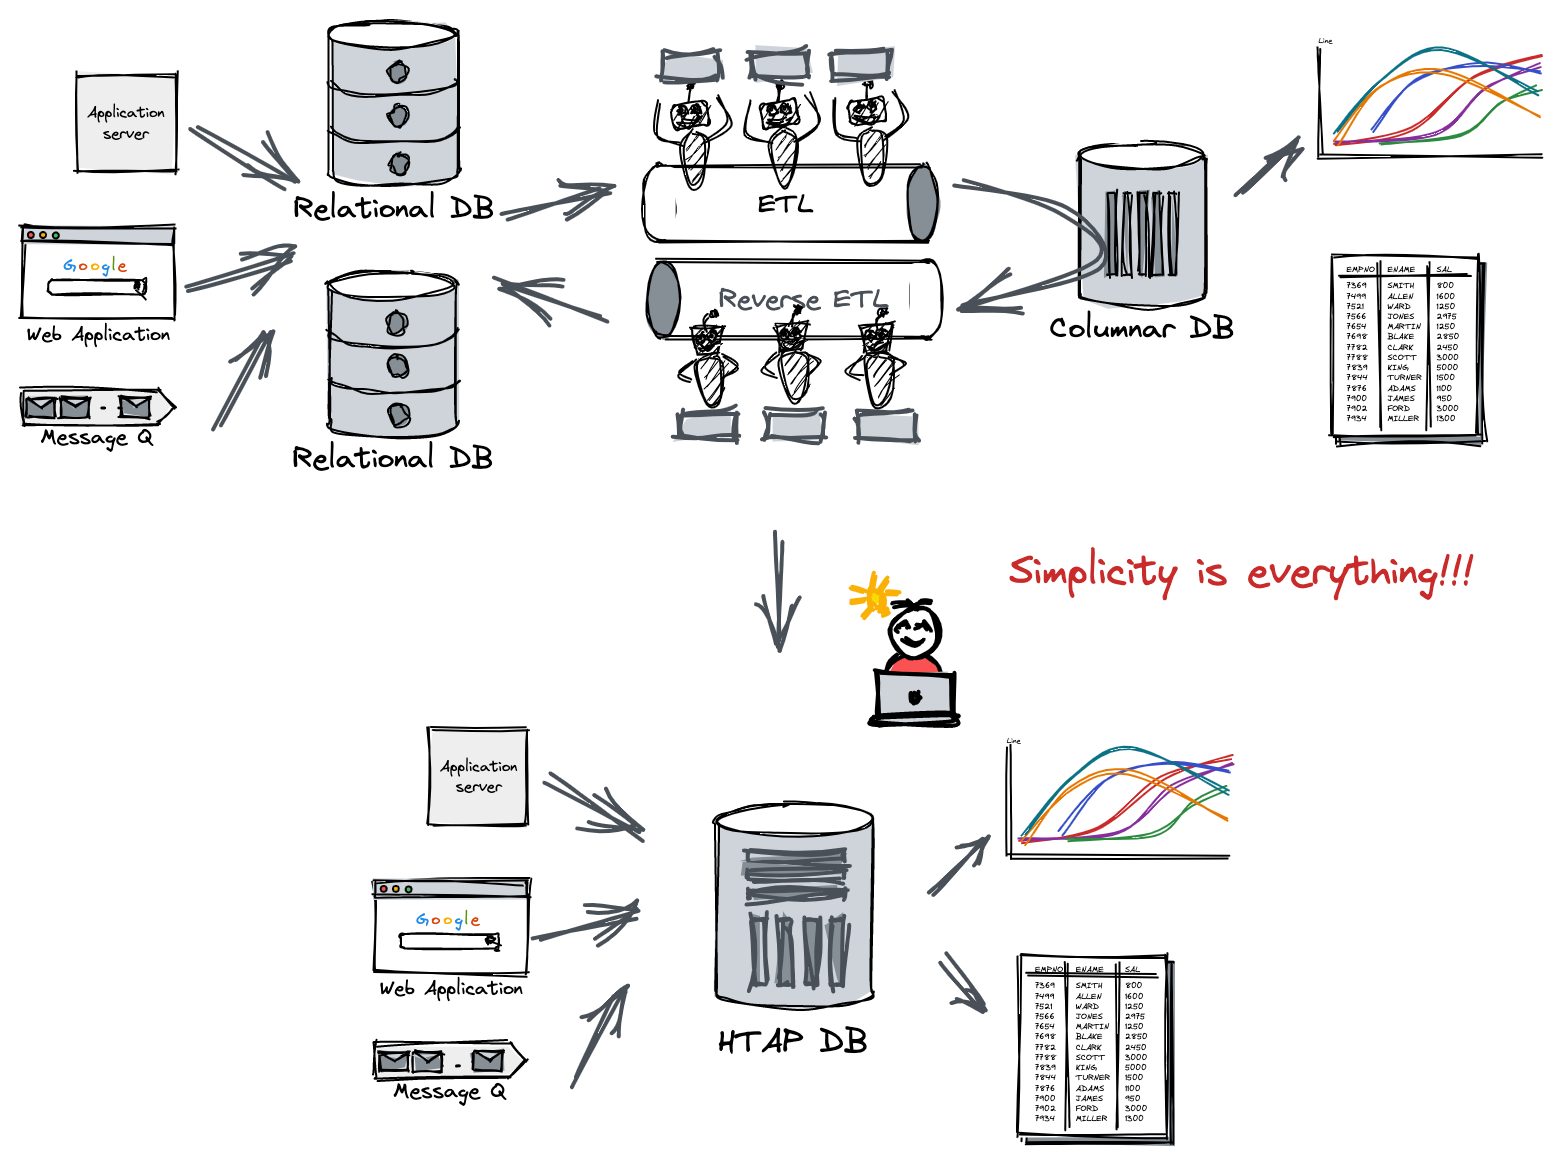 Application
server
Google
Web Application
Message Q
Relational DB
Relational DB
ETL
Reverse ETL
Columnar DB
Line
EMPNO ENAME SAL
7369 SMITH 800
7499 ALLEN 1600
7521 WARD 1250
7566 JONES 2975
7654 MARTIN 1250
7698 BLAKE 2850
7782 CLARK 2450
7788 SCOTT 3000
7839 KING 5000
7844 TURNER 1500
7876 ADAMS 1100
7900 JAMES 950
7902 FORD 3000
7934 MILLER 1300
Simplicity is everything!!!
Application
server
Google
Web Application
Message Q
HTAP DB
Line
EMPNO ENAME SAL
7369 SMITH 800
7499 ALLEN 1600
7521 WARD 1250
7566 JONES 2975
7654 MARTIN 1250
7698 BLAKE 2850
7782 CLARK 2450
7788 SCOTT 3000
7839 KING 5000
7844 TURNER 1500
7876 ADAMS 1100
7900 JAMES 950
7902 FORD 3000
7934 MILLER 1300